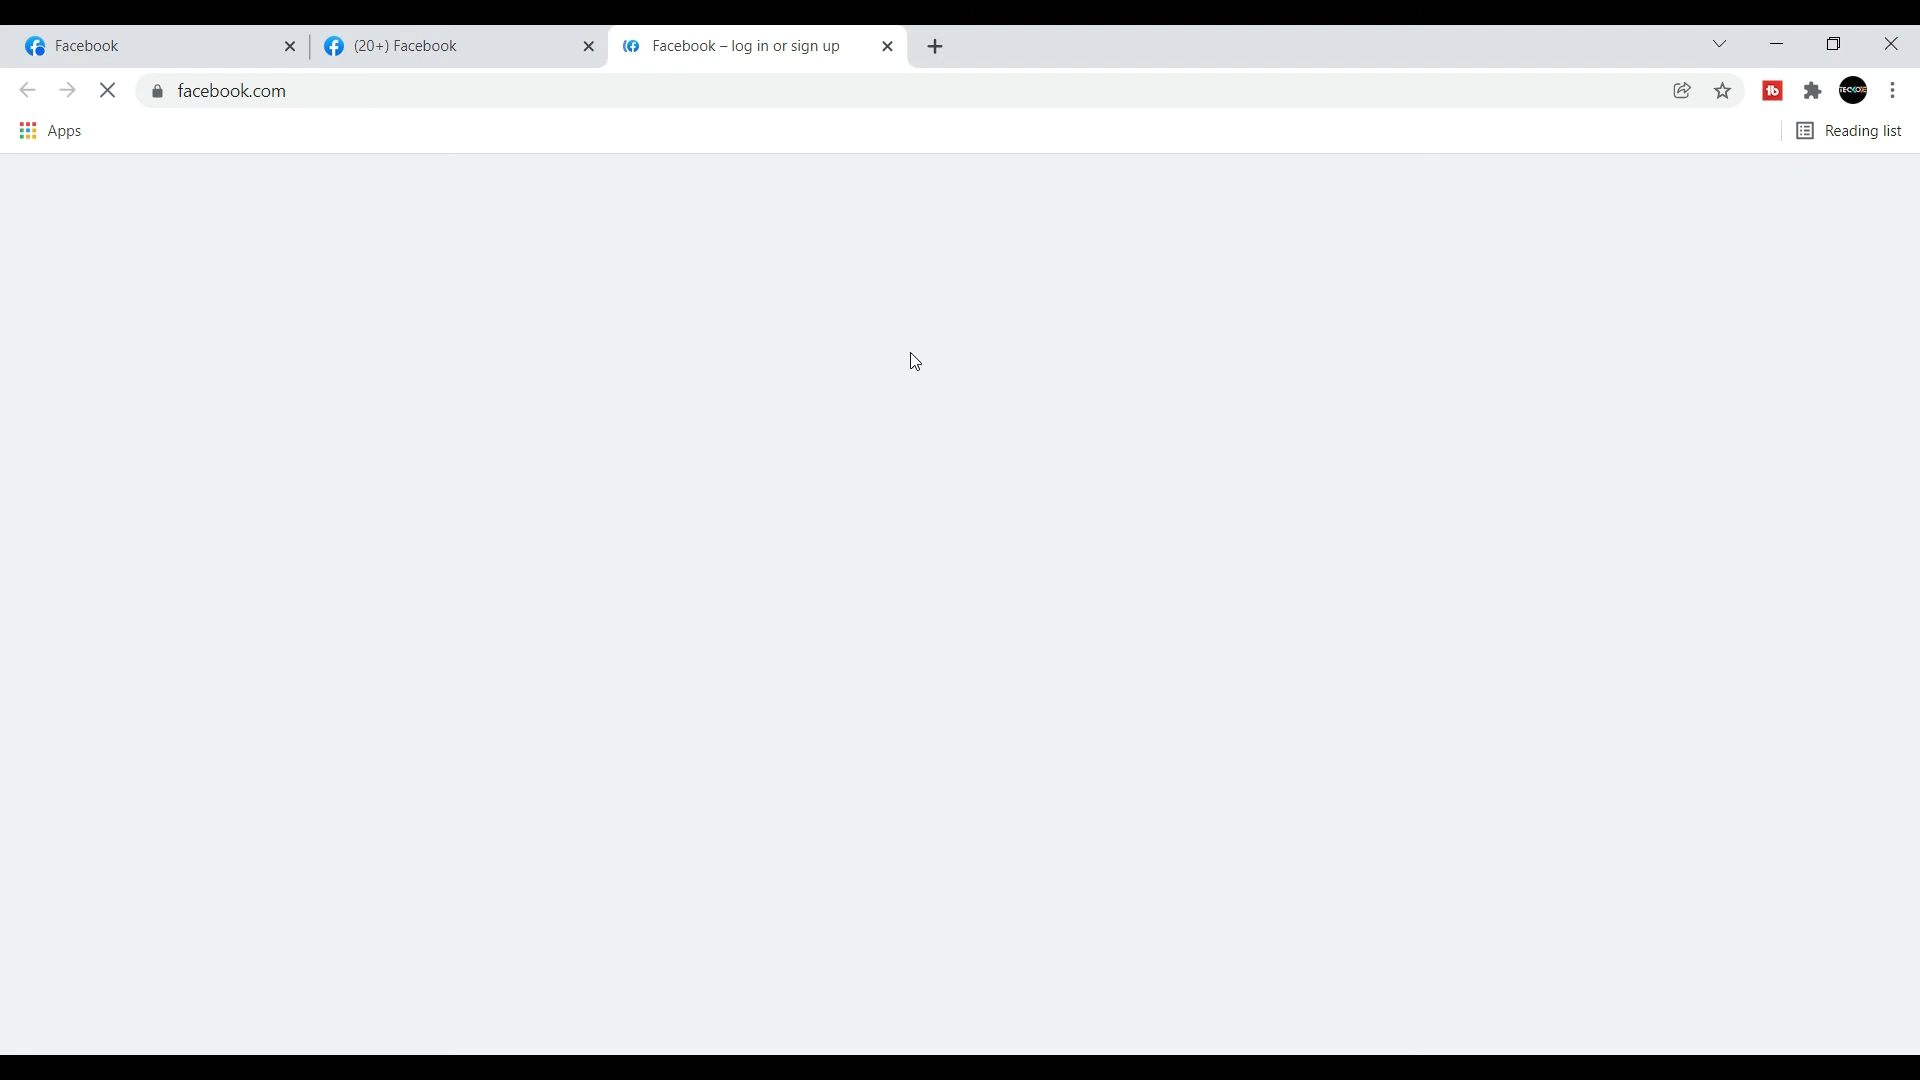 Facebook
(20+) Facebook
Facebook – log in or sign up
facebook.com
Apps
Reading list